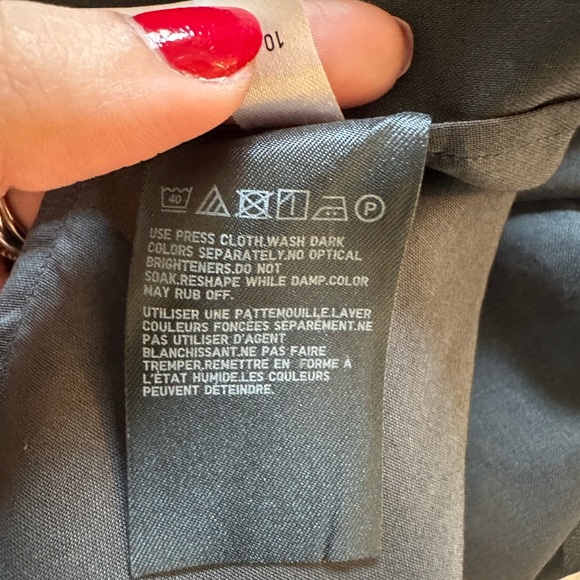 10
40 P
USE PRESS CLOTH.WASH DARK
COLORS SEPARATELY.NO OPTICAL
BRIGHTENERS.DO NOT
SOAK.RESHAPE WHILE DAMP.COLOR
MAY RUB OFF.
UTILISER UNE PATTEMOUILLE.LAVER
COULEURS FONCÉES SÉPARÉMENT.NE
PAS UTILISER D'AGENT
BLANCHISSANT.NE PAS FAIRE
TREMPER.REMETTRE EN FORME À
L'ÉTAT HUMIDE.LES COULEURS
PEUVENT DÉTEINDRE.